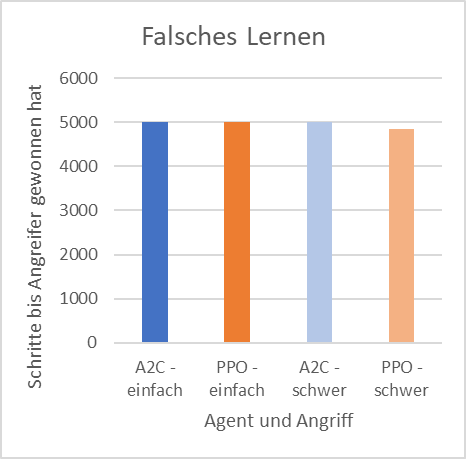 Falsches Lernen
Schritte bis Angreifer gewonnen hat
6000
5000
4000
3000
2000
1000
0
A2C -
einfach
PPO -
einfach
A2C -
schwer
PPO -
schwer
Agent und Angriff